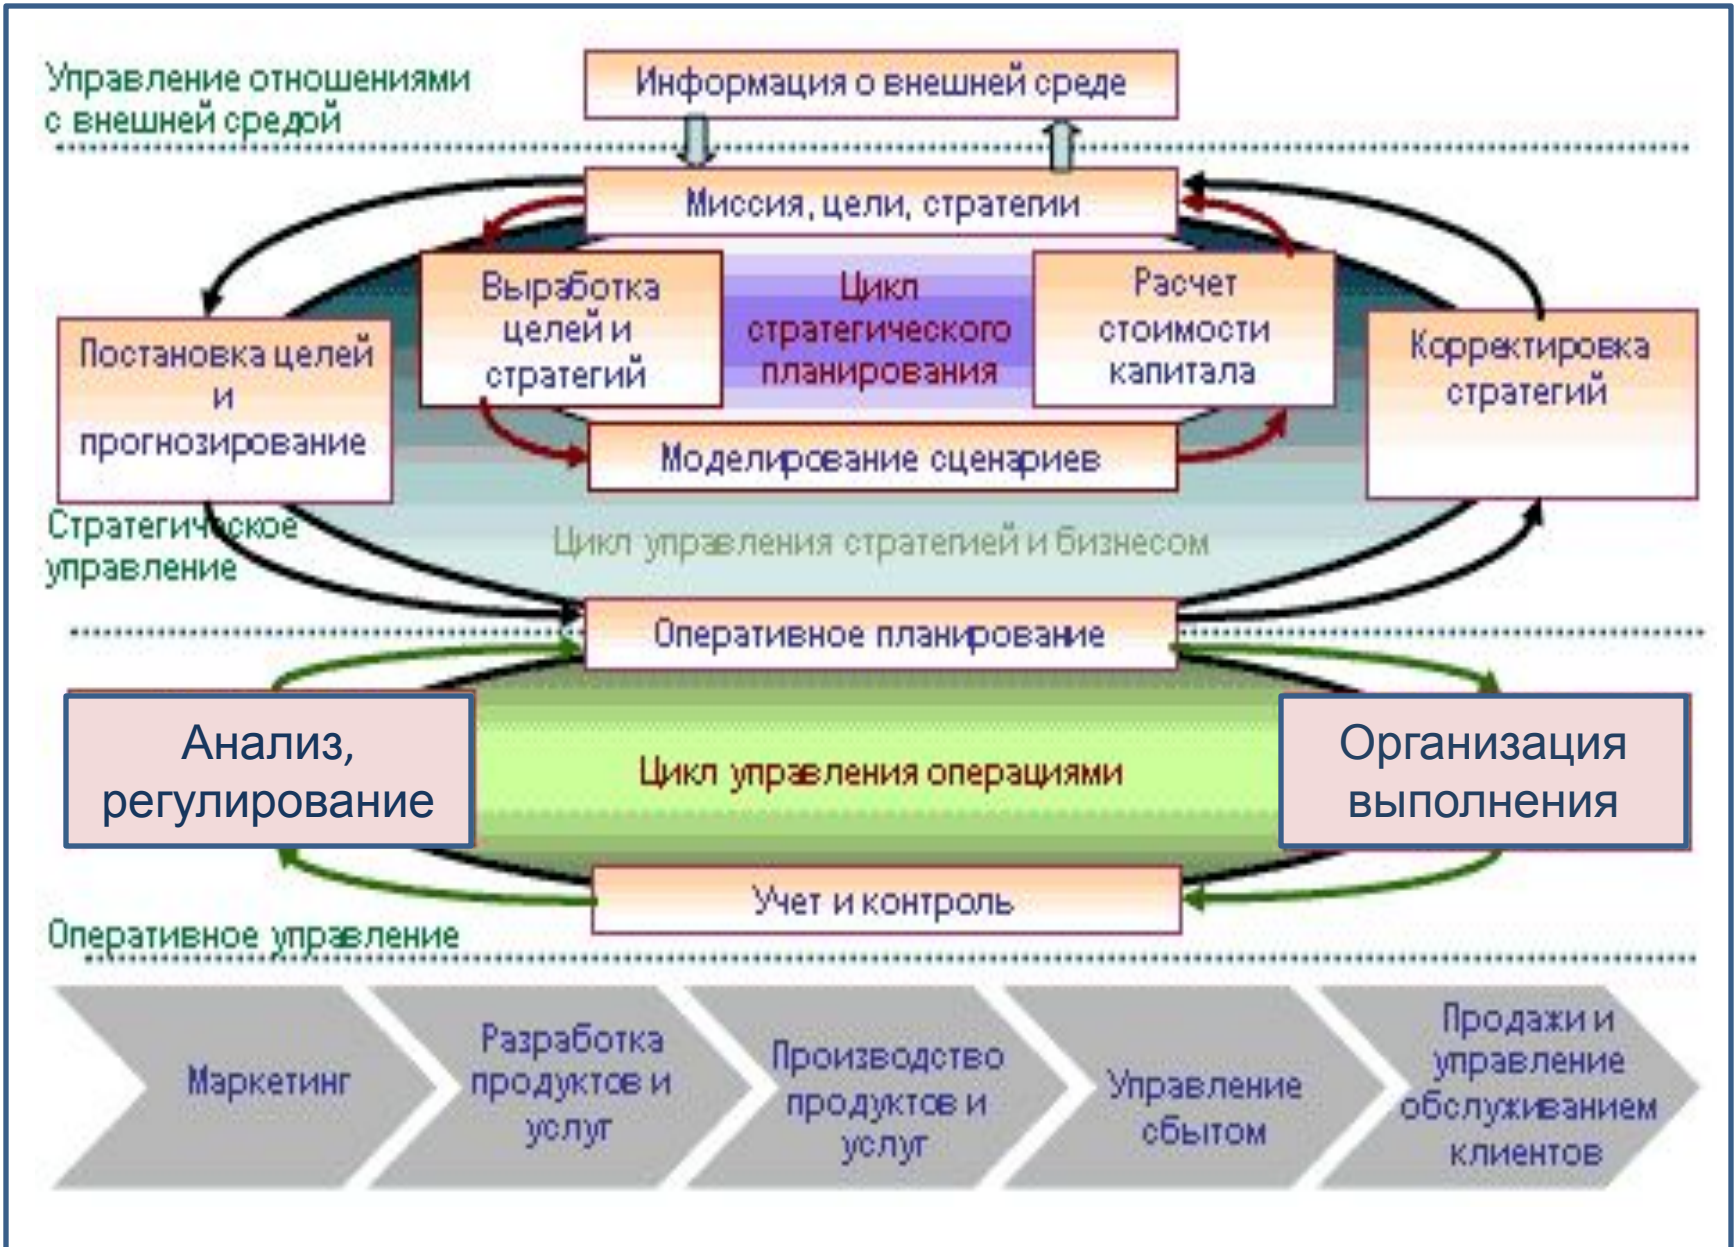 Управление отношениями
с внешней средой
Информация о внешней среде
Миссия, цели, стратегии
Постановка целей
и
прогнозирование
Выработка
целей и
стратегий
Цикл
стратегического
планирования
Расчет
стоимости
капитала
Корректировка
стратегий
Моделирование сценариев
Стратегическое
управление
Цикл управления стратегией и бизнесом
Оперативное планирование
Анализ,
регулирование
Цикл управления операциями
Организация
выполнения
Учет и контроль
Оперативное управление
Маркетинг
Разработка
продуктов и
услуг
Производство
продуктов и
услуг
Управление
сбытом
Продажи и
управление
обслуживанием
клиентов